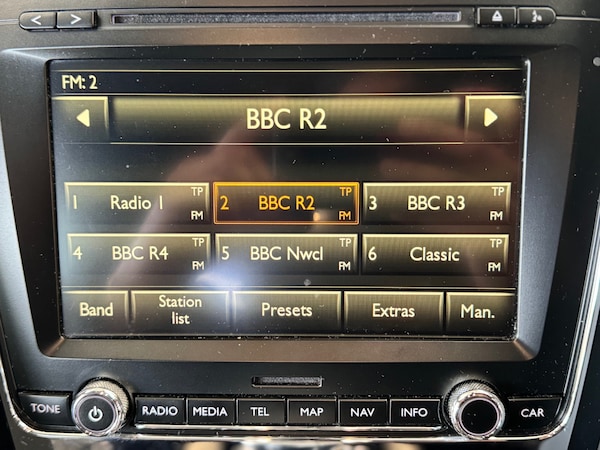 FM: 2
BBC R2
1 Radio 1 TP FM
2 BBC R2 TP FM
3 BBC R3 TP FM
4 BBC R4 TP FM
5 BBC Nwcl TP FM
6 Classic TP FM
Band Station list Presets Extras Man.
TONE RADIO MEDIA TEL MAP NAV INFO CAR